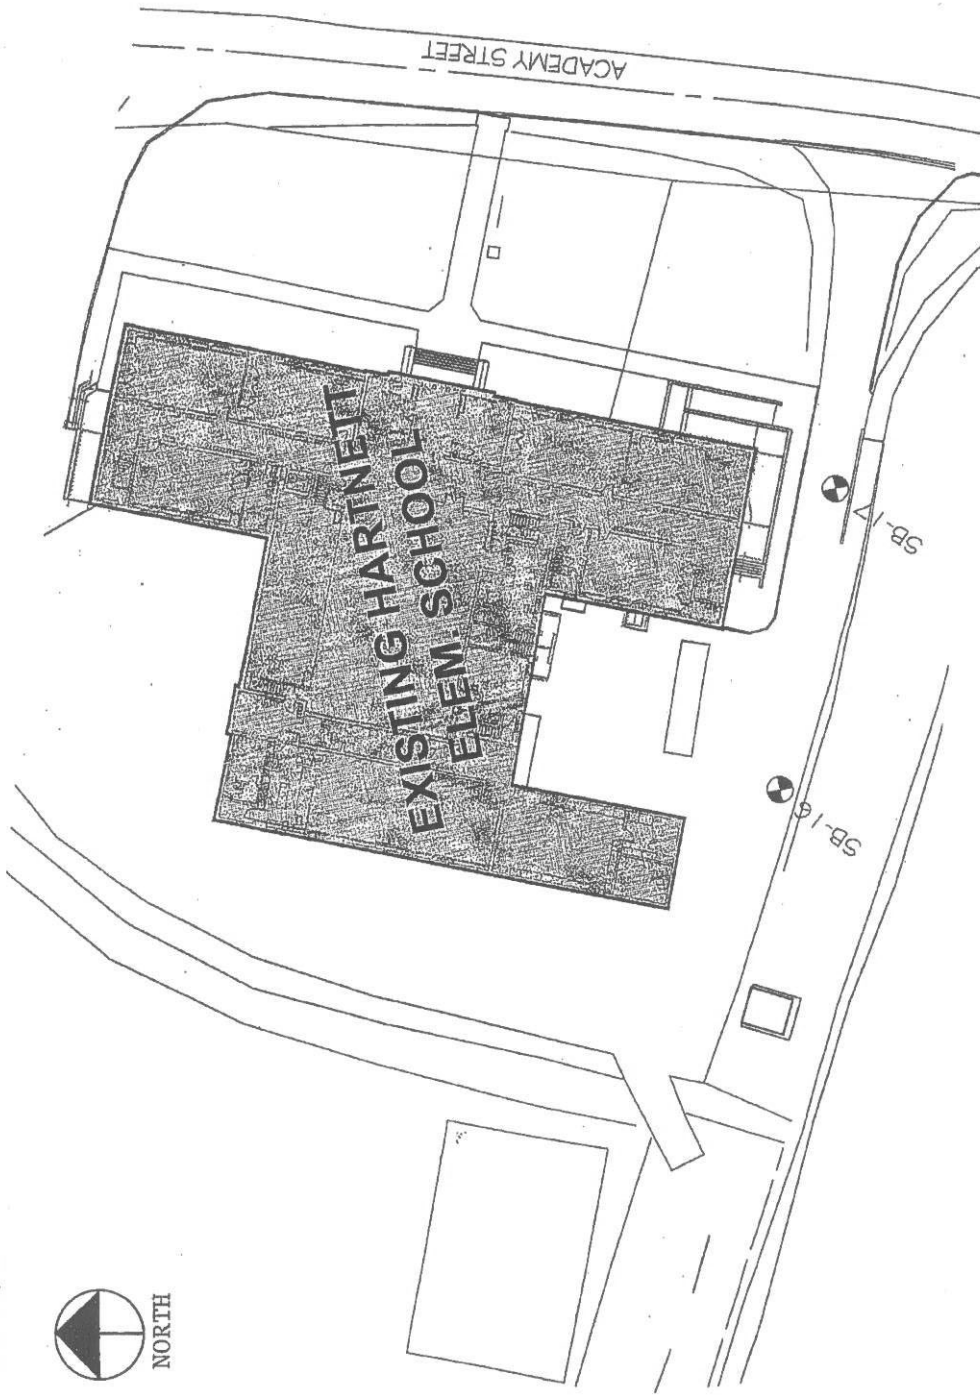 ACADEMY STREET
EXISTING HARTNETT
ELEM. SCHOOL
SB-17
SB-16
NORTH